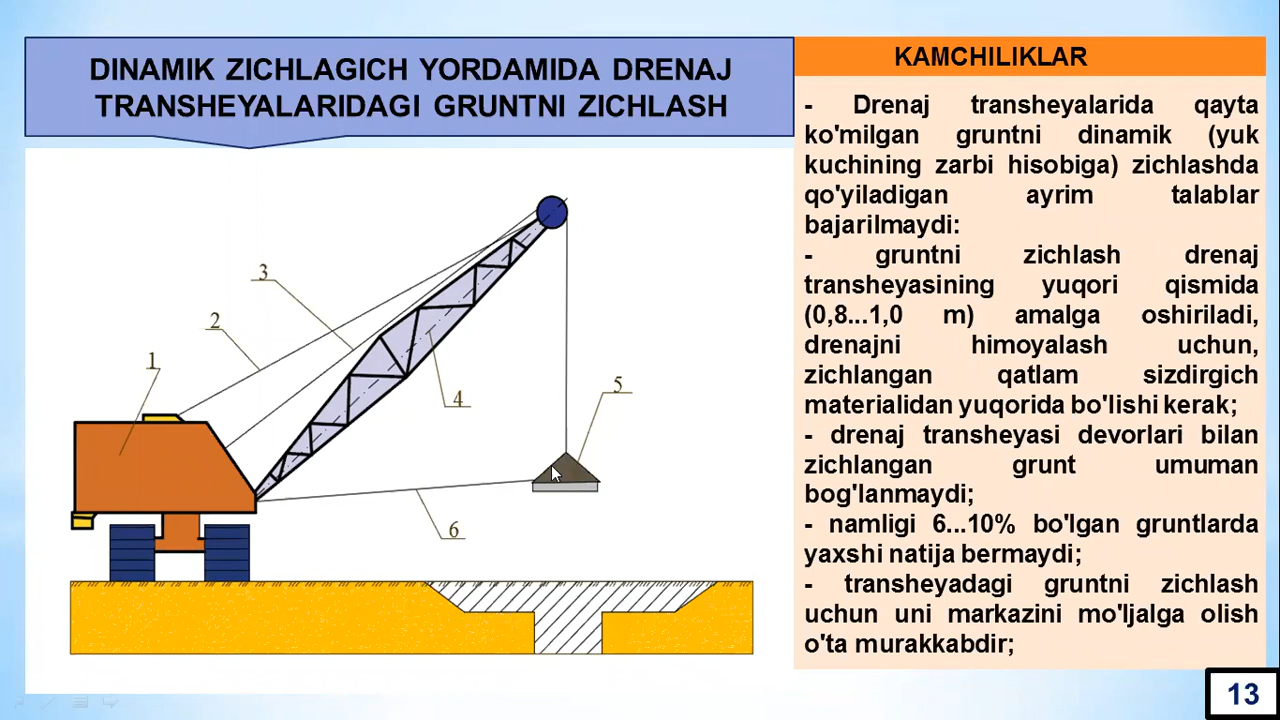 DINAMIK ZICHLAGICH YORDAMIDA DRENAJ
TRANSHEYALARIDAGI GRUNTNI ZICHLASH
KAMCHILIKLAR
- Drenaj transheyalarida qayta
ko'milgan gruntni dinamik (yuk
kuchining zarbi hisobiga) zichlashda
qo'yiladigan ayrim talablar
bajarilmaydi:
- gruntni zichlash drenaj
transheyasining yuqori qismida
(0,8...1,0 m) amalga oshiriladi,
drenajni himoyalash uchun,
zichlangan qatlam sizdirgich
materialidan yuqorida bo'lishi kerak;
- drenaj transheyasi devorlari bilan
zichlangan grunt umuman
bog'lanmaydi;
- namligi 6...10% bo'lgan gruntlarda
yaxshi natija bermaydi;
- transheyadagi gruntni zichlash
uchun uni markazini mo'ljalga olish
o'ta murakkabdir;
1
2
3
4
5
6
13